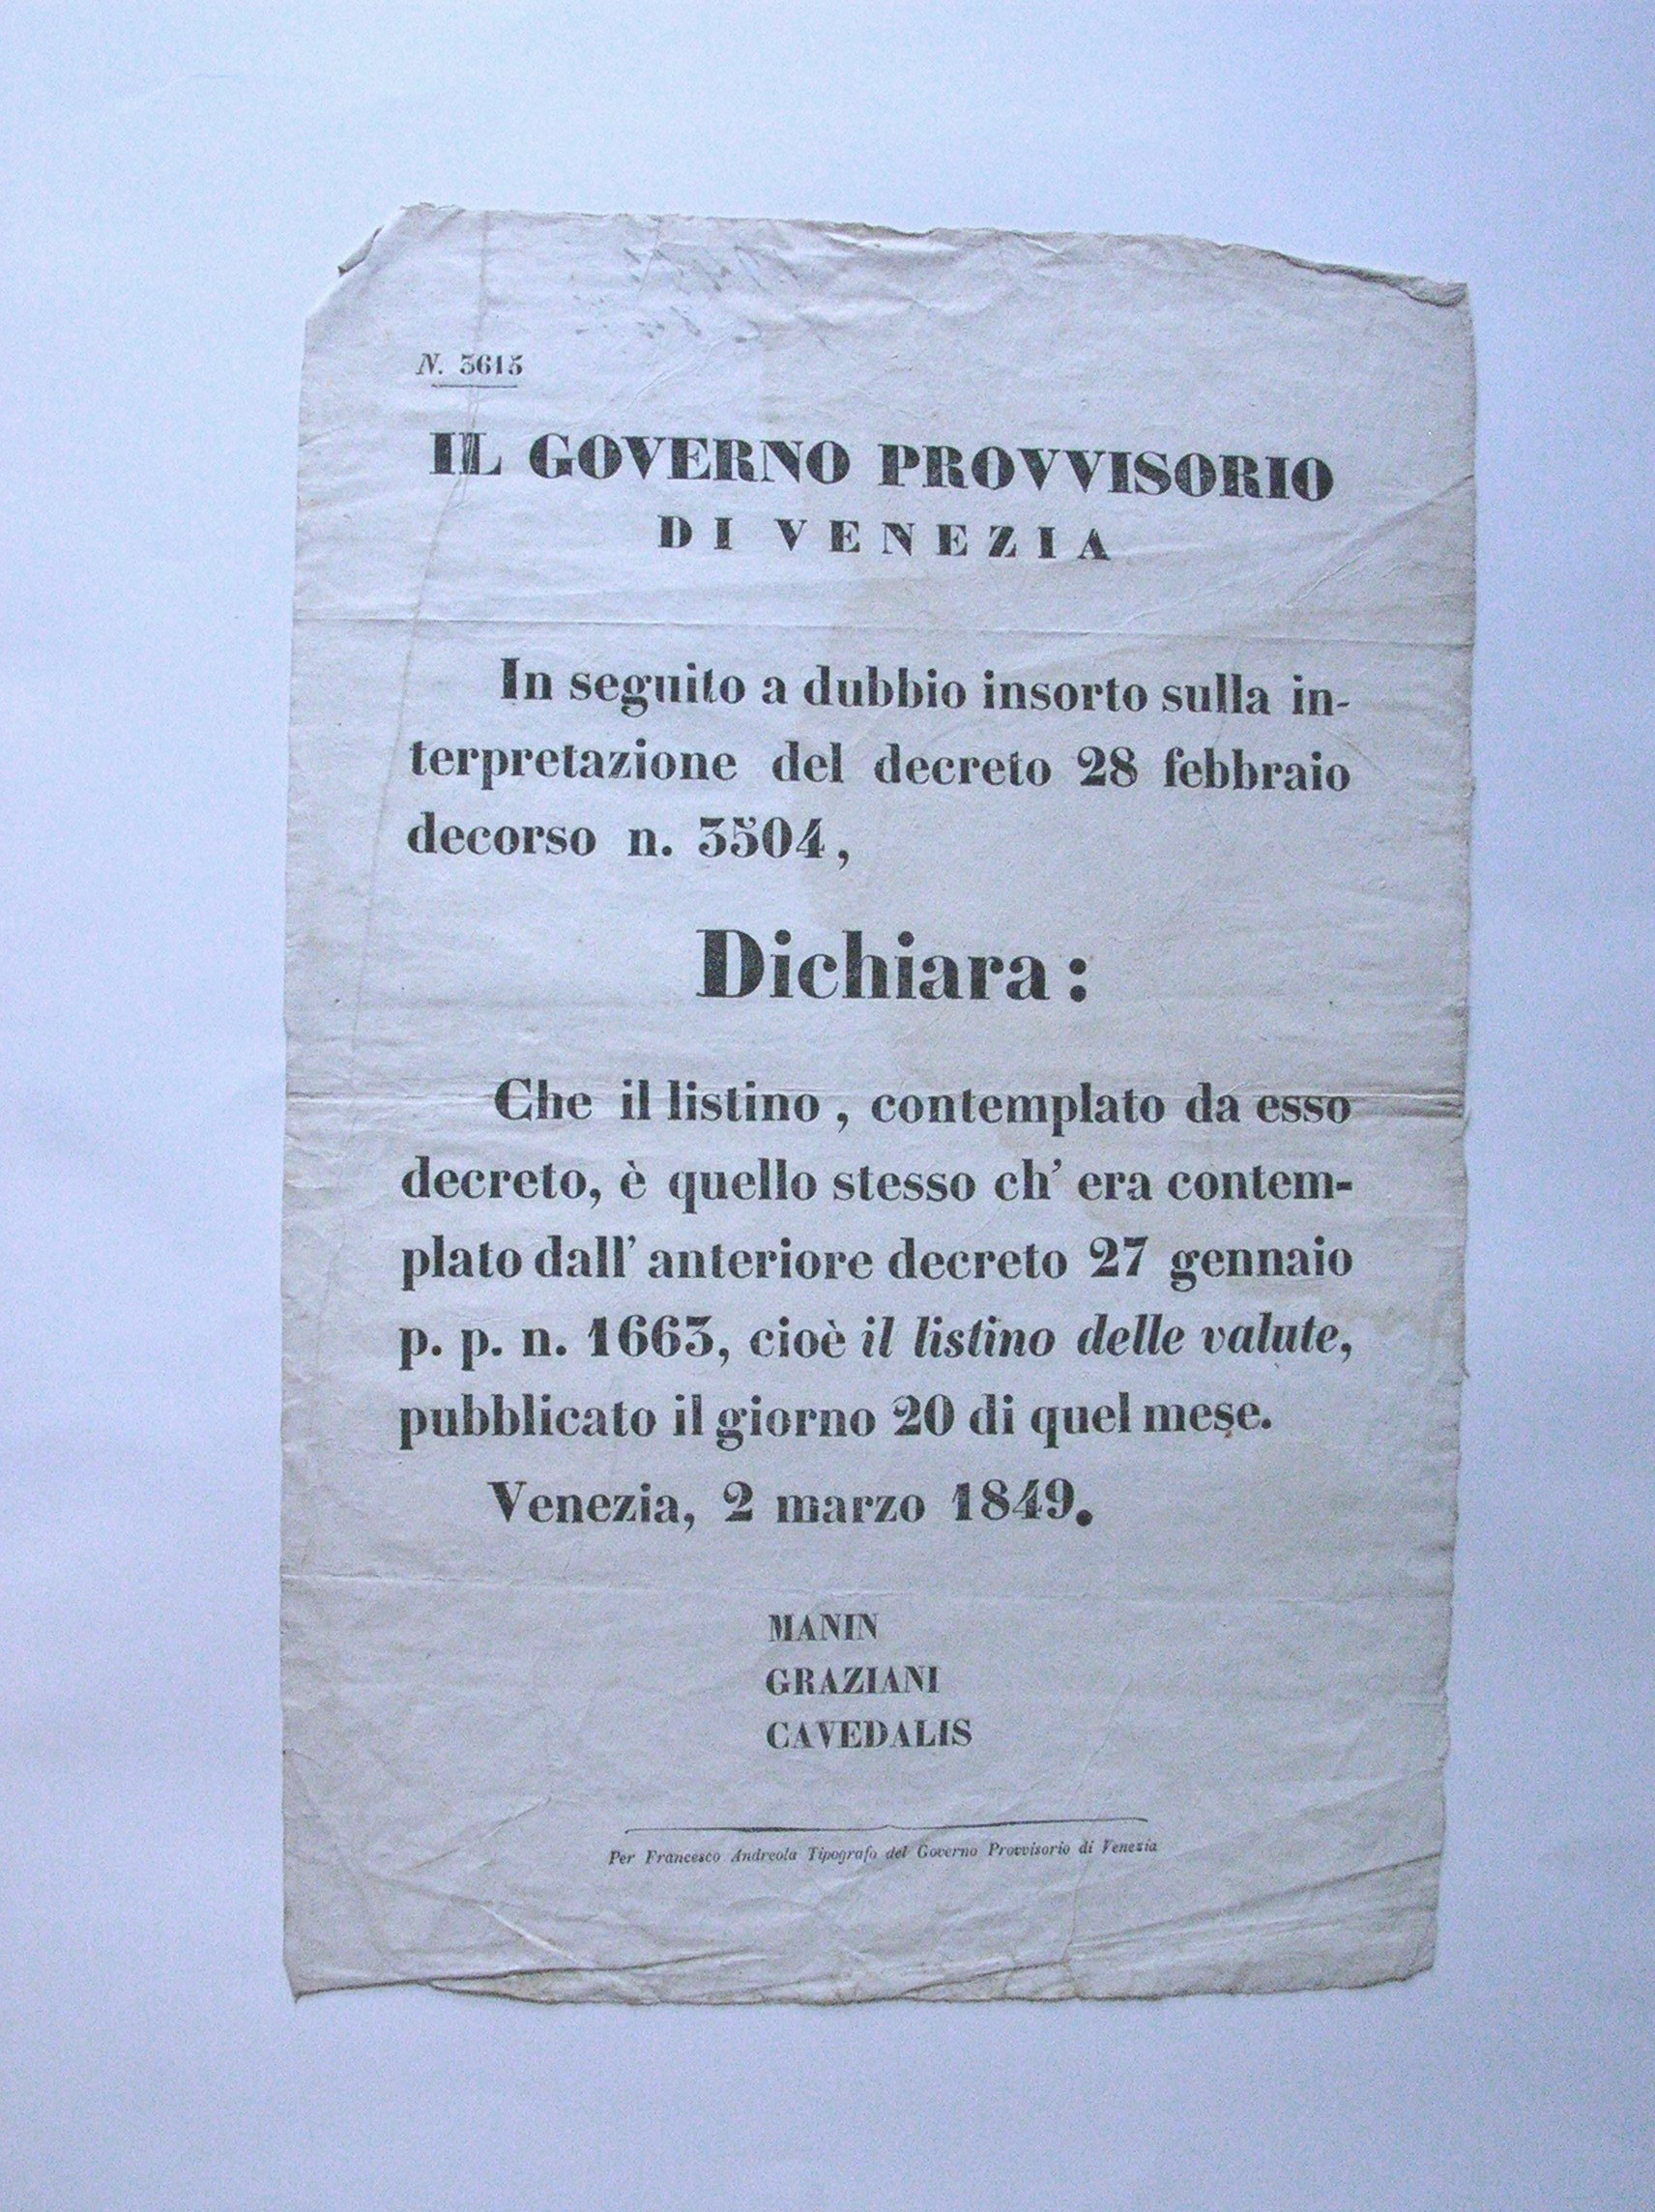 N. 3615
IL GOVERNO PROVVISORIO
DI VENEZIA
In seguito a dubbio insorto sulla in-
terpretazione del decreto 28 febbraio
decorso n. 3504,
Dichiara:
Che il listino, contemplato da esso
decreto, è quello stesso ch' era contem-
plato dall' anteriore decreto 27 gennaio
p. p. n. 1663, cioè il listino delle valute,
pubblicato il giorno 20 di quel mese.
Venezia, 2 marzo 1849.
MANIN
GRAZIANI
CAVEDALIS
Per Francesco Andreola Tipografo del Governo Provvisorio di Venezia